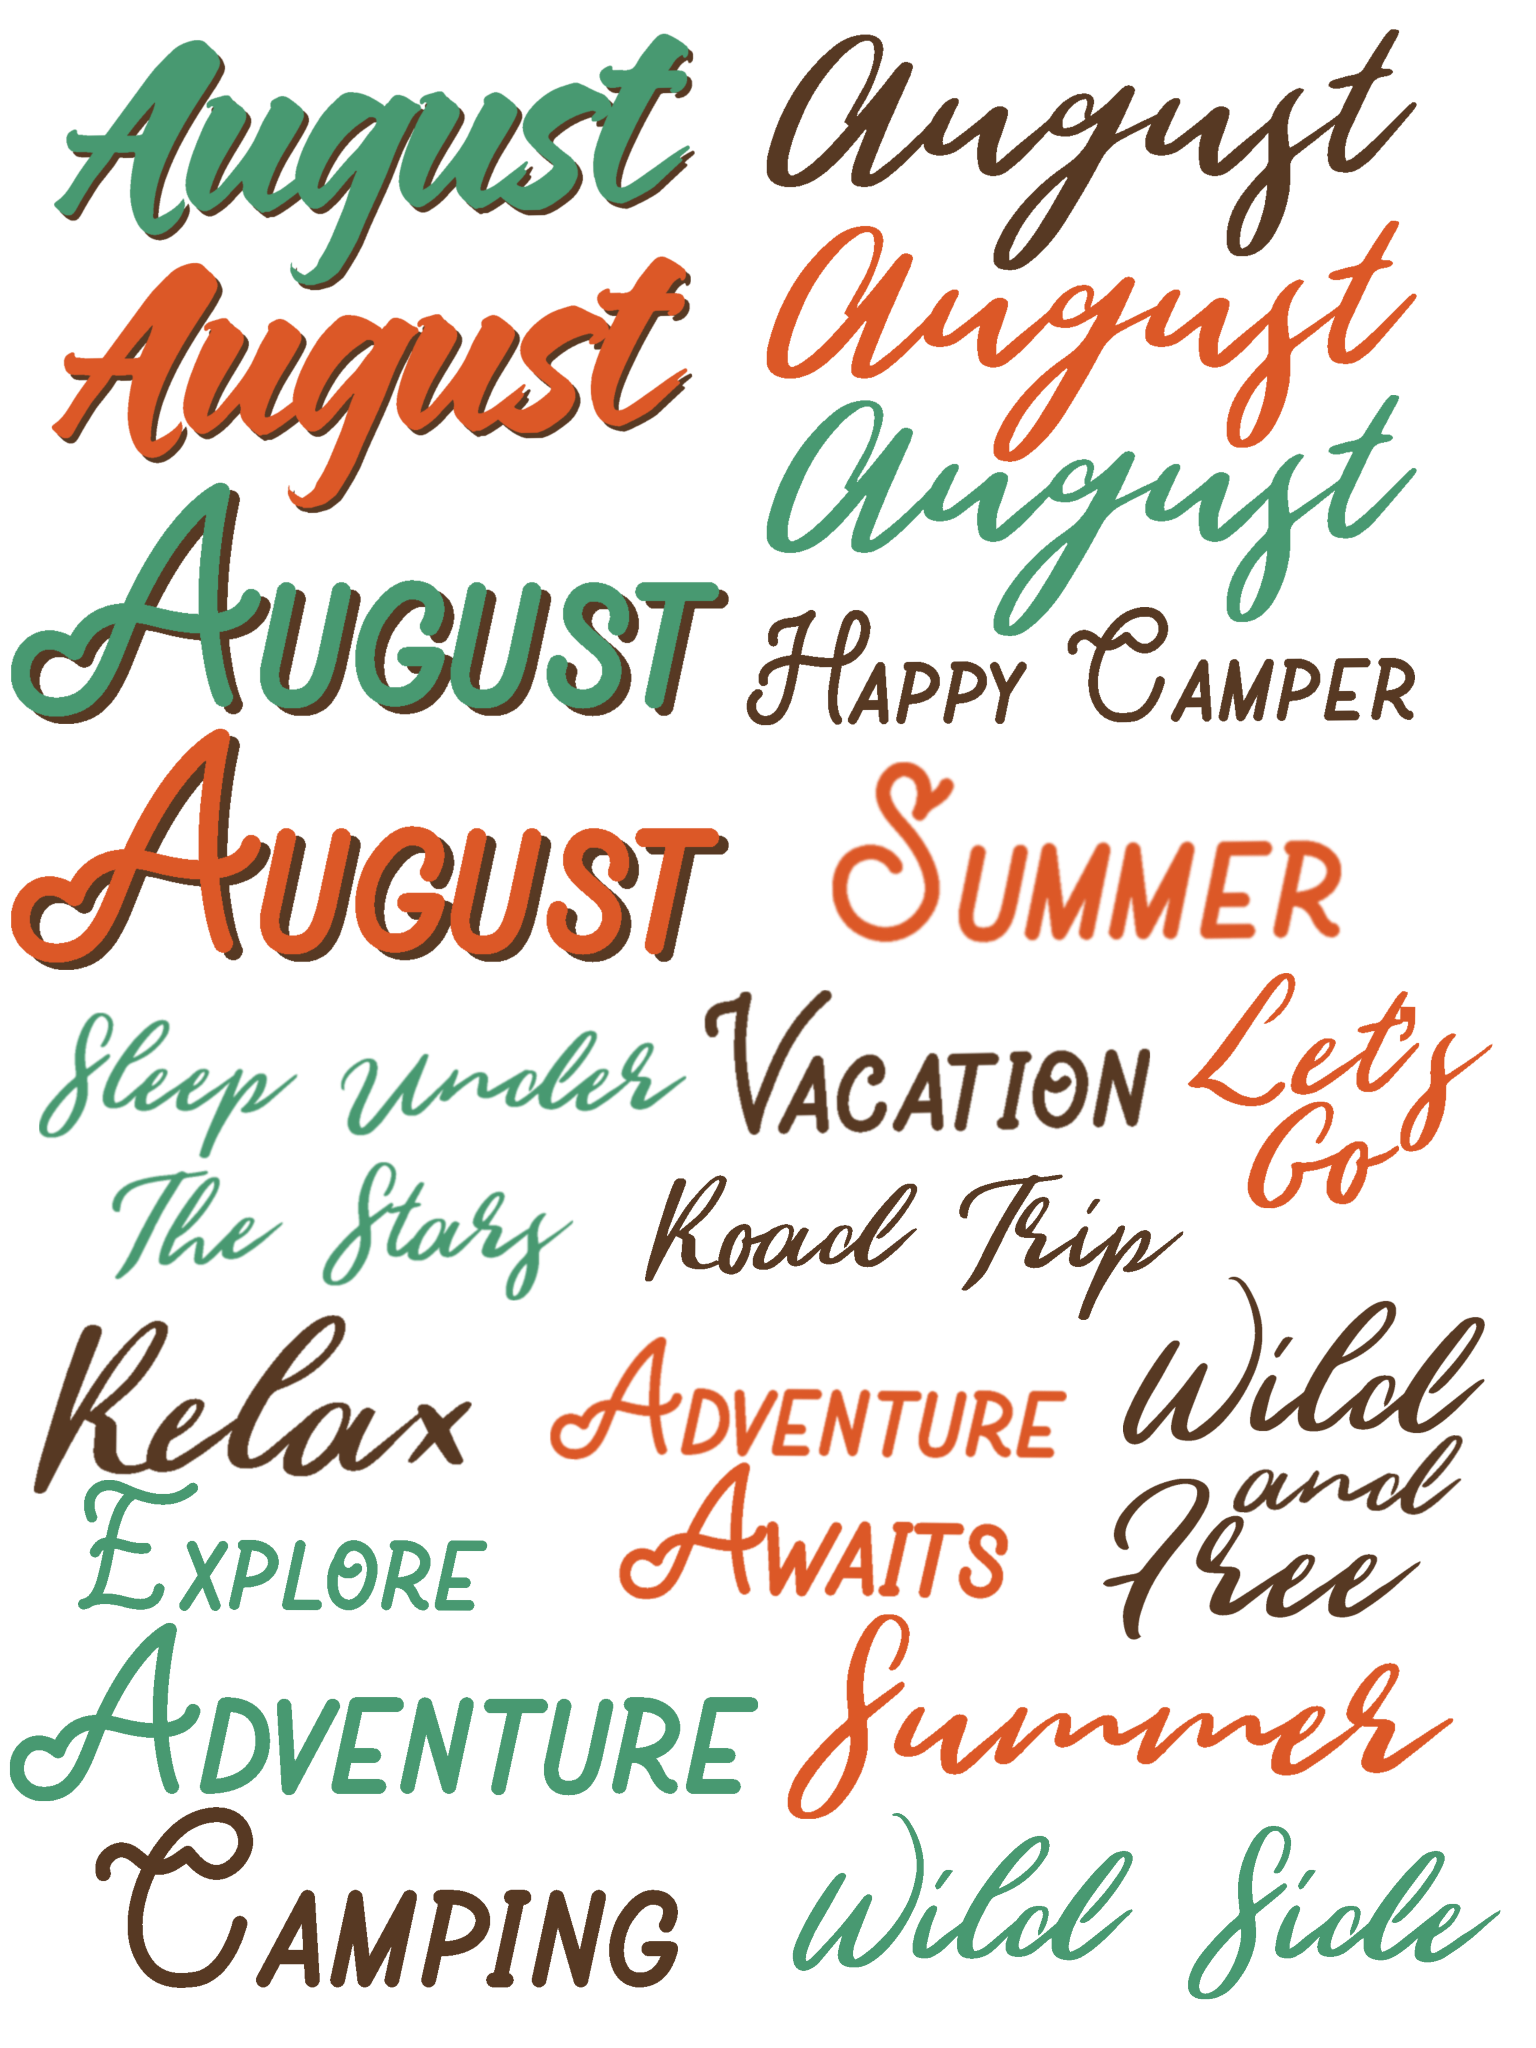 August
August
August
August
August
AUGUST
HAPPY CAMPER
AUGUST
SUMMER
Sleep Under
The Stars
VACATION
Let's
Go
Road Trip
Relax
ADVENTURE
AWAITS
Wild
and
Free
EXPLORE
ADVENTURE
Summer
CAMPING
Wild Side